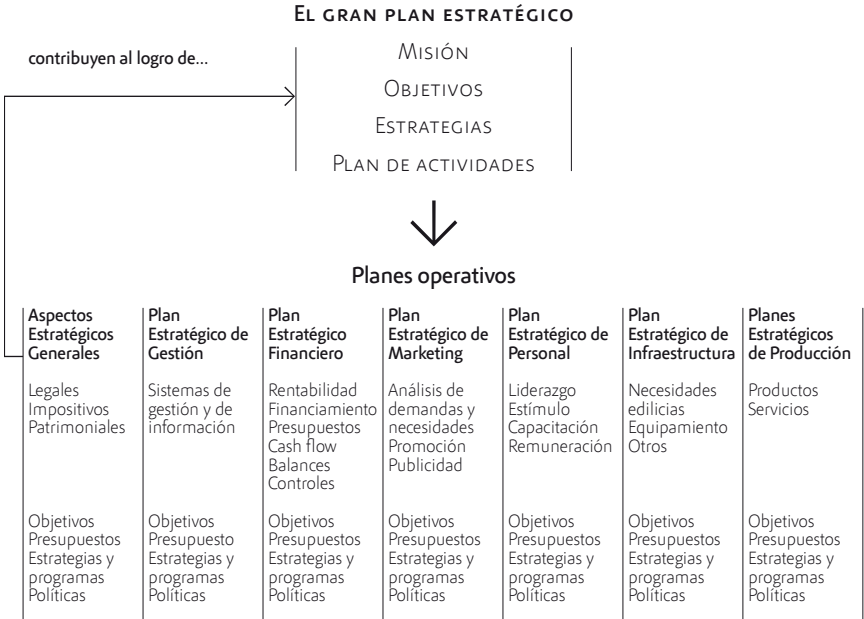 EL GRAN PLAN ESTRATÉGICO
contribuyen al logro de...
MISIÓN
OBJETIVOS
ESTRATEGIAS
PLAN DE ACTIVIDADES
Planes operativos
Aspectos
Estratégicos
Generales
Legales
Impositivos
Patrimoniales
Objetivos
Presupuestos
Estrategias y
programas
Políticas
Plan
Estratégico de
Gestión
Sistemas de
gestión y de
información
Objetivos
Presupuesto
Estrategias y
programas
Políticas
Plan
Estratégico
Financiero
Rentabilidad
Financiamiento
Presupuestos
Cash flow
Balances
Controles
Objetivos
Presupuestos
Estrategias y
programas
Políticas
Plan
Estratégico de
Marketing
Análisis de
demandas y
necesidades
Promoción
Publicidad
Objetivos
Presupuestos
Estrategias y
programas
Políticas
Plan
Estratégico de
Personal
Liderazgo
Estímulo
Capacitación
Remuneración
Objetivos
Presupuestos
Estrategias y
programas
Políticas
Plan
Estratégico de
Infraestructura
Necesidades
edilicias
Equipamiento
Otros
Objetivos
Presupuestos
Estrategias y
programas
Políticas
Planes
Estratégicos
de Producción
Productos
Servicios
Objetivos
Presupuestos
Estrategias y
programas
Políticas